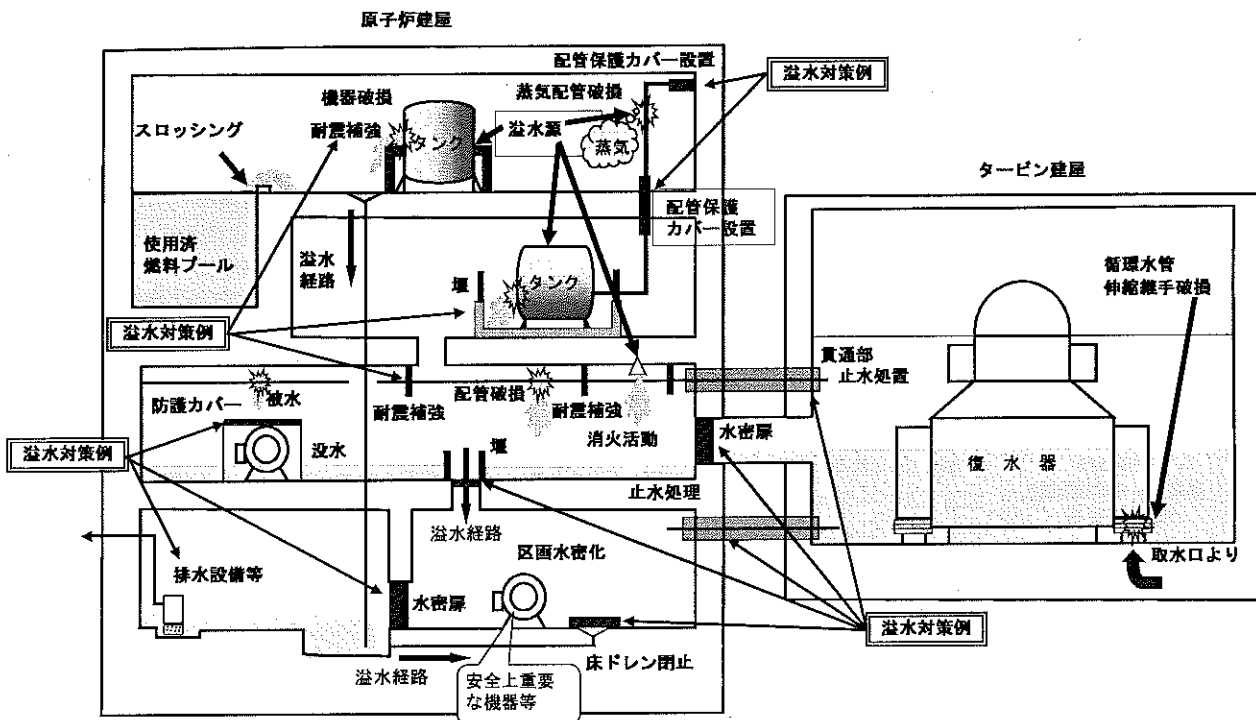 原子炉建屋
配管保護カバー設置
溢水対策例
蒸気配管破損
機器破損
スロッシング
耐震補強
タンク
溢水源
蒸気
タービン建屋
配管保護
カバー設置
使用済
燃料プール
溢水
経路
堰
タンク
循環水管
伸縮継手破損
溢水対策例
貫通部
止水処置
防護カバー
被水
配管破損
耐震補強
耐震補強
消火活動
溢水対策例
没水
堰
水密扉
復水器
止水処理
溢水経路
区画水密化
取水口より
排水設備等
水密扉
溢水対策例
床ドレン閉止
溢水経路
安全上重要
な機器等